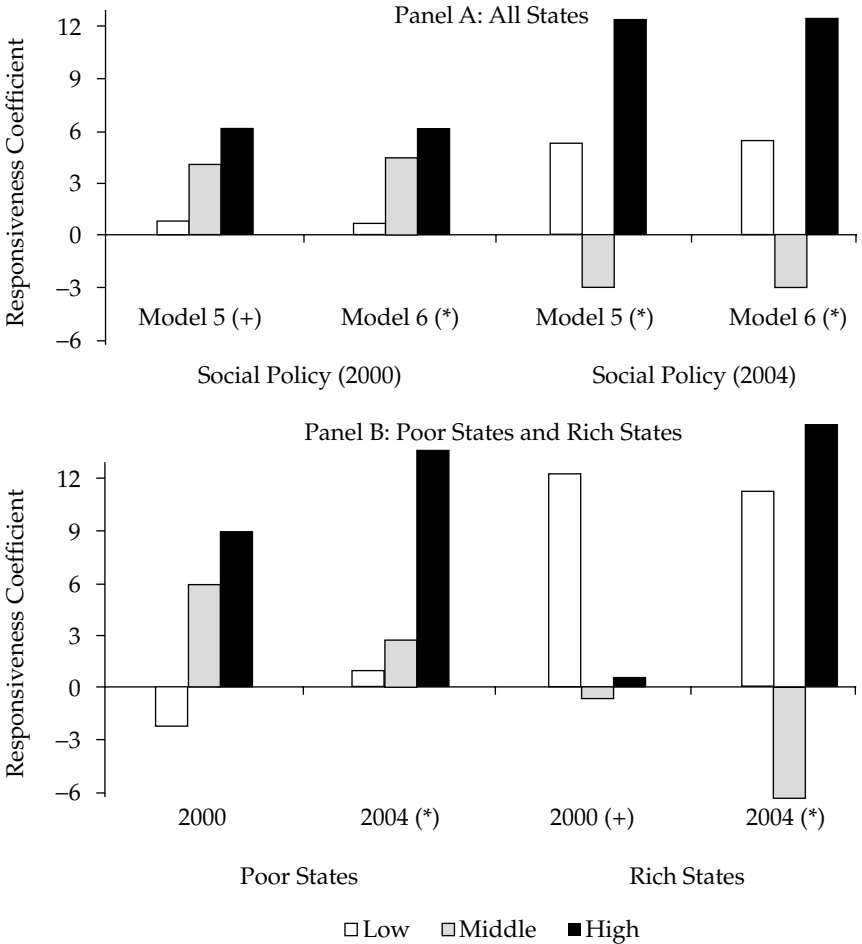 Panel A: All States
Responsiveness Coefficient
12
9
6
3
0
–3
–6
Model 5 (+) Model 6 (*) Model 5 (*) Model 6 (*)
Social Policy (2000) Social Policy (2004)
Panel B: Poor States and Rich States
Responsiveness Coefficient
12
9
6
3
0
–3
–6
2000 2004 (*) 2000 (+) 2004 (*)
Poor States Rich States
Low Middle High